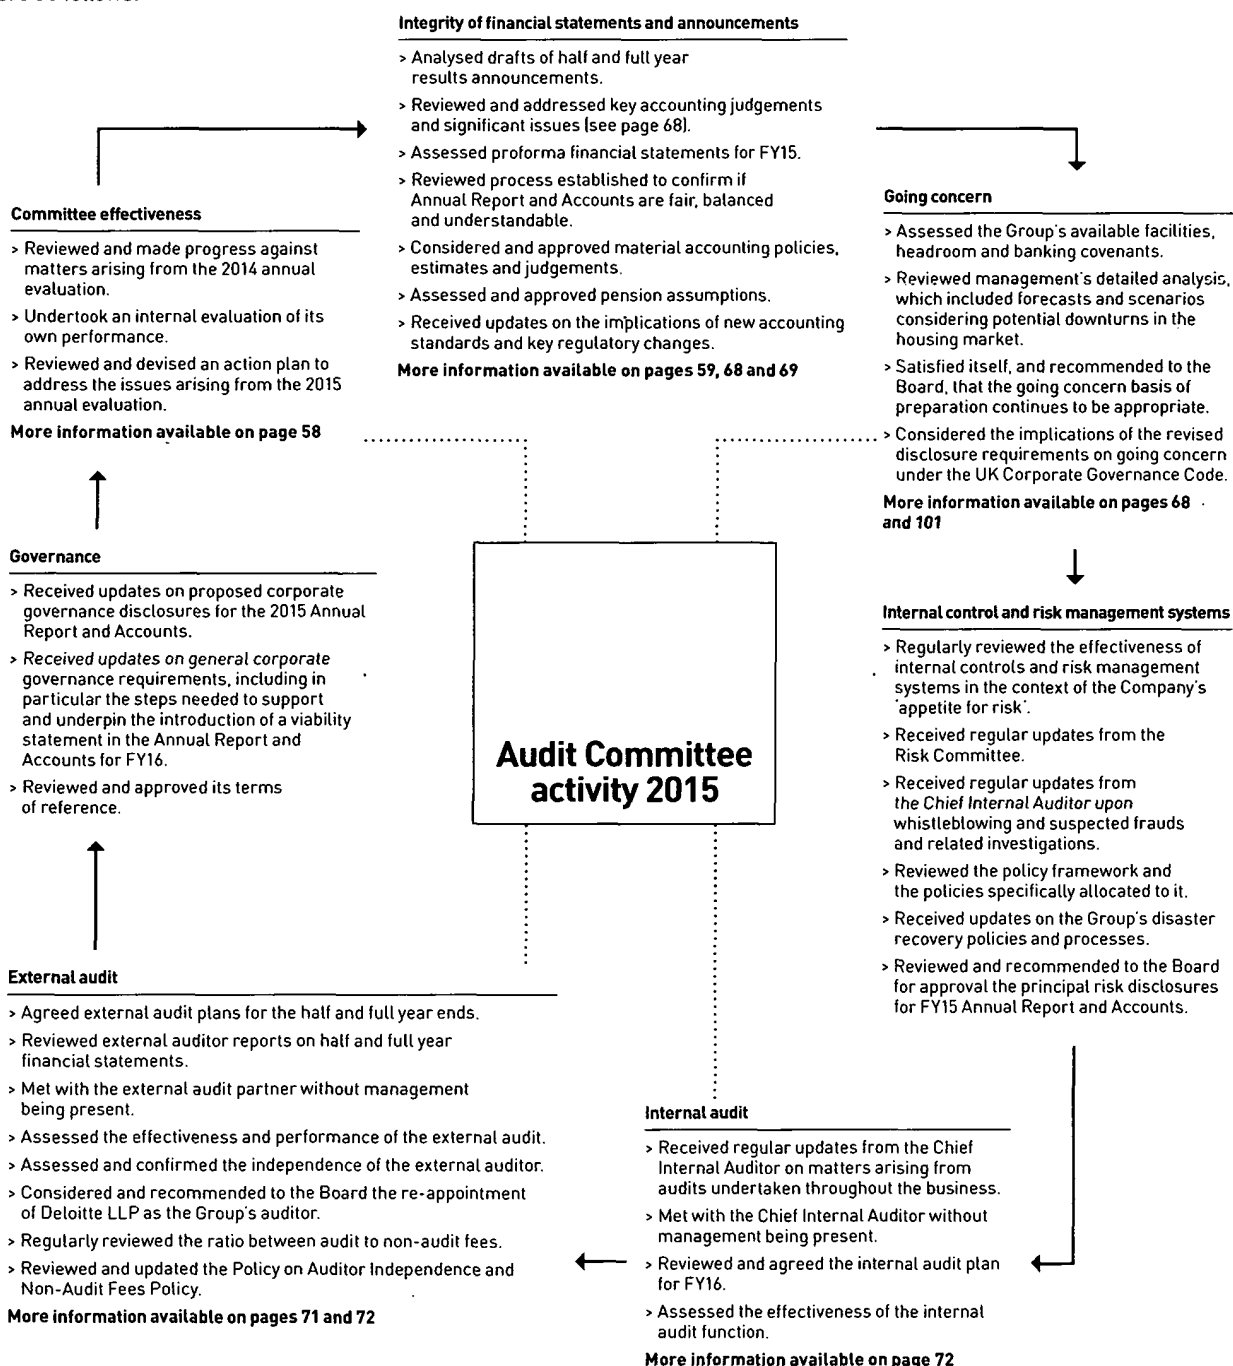 Integrity of financial statements and announcements
> Analysed drafts of half and full year
results announcements.
> Reviewed and addressed key accounting judgements
and significant issues (see page 68).
> Assessed proforma financial statements for FY15.
> Reviewed process established to confirm if
Annual Report and Accounts are fair, balanced
and understandable.
> Considered and approved material accounting policies,
estimates and judgements.
> Assessed and approved pension assumptions.
> Received updates on the implications of new accounting
standards and key regulatory changes.
More information available on pages 59, 68 and 69
Going concern
> Assessed the Group's available facilities,
headroom and banking covenants.
> Reviewed management's detailed analysis,
which included forecasts and scenarios
considering potential downturns in the
housing market.
> Satisfied itself, and recommended to the
Board, that the going concern basis of
preparation continues to be appropriate.
> Considered the implications of the revised
disclosure requirements on going concern
under the UK Corporate Governance Code.
More information available on pages 68
and 101
Internal control and risk management systems
> Regularly reviewed the effectiveness of
internal controls and risk management
systems in the context of the Company's
'appetite for risk'.
> Received regular updates from the
Risk Committee.
> Received regular updates from
the Chief Internal Auditor upon
whistleblowing and suspected frauds
and related investigations.
> Reviewed the policy framework and
the policies specifically allocated to it.
> Received updates on the Group's disaster
recovery policies and processes.
> Reviewed and recommended to the Board
for approval the principal risk disclosures
for FY15 Annual Report and Accounts.
Internal audit
> Received regular updates from the Chief
Internal Auditor on matters arising from
audits undertaken throughout the business.
> Met with the Chief Internal Auditor without
management being present.
> Reviewed and agreed the internal audit plan
for FY16.
> Assessed the effectiveness of the internal
audit function.
More information available on page 72
External audit
> Agreed external audit plans for the half and full year ends.
> Reviewed external auditor reports on half and full year
financial statements.
> Met with the external audit partner without management
being present.
> Assessed the effectiveness and performance of the external audit.
> Assessed and confirmed the independence of the external auditor.
> Considered and recommended to the Board the re-appointment
of Deloitte LLP as the Group's auditor.
> Regularly reviewed the ratio between audit to non-audit fees.
> Reviewed and updated the Policy on Auditor Independence and
Non-Audit Fees Policy.
More information available on pages 71 and 72
Governance
> Received updates on proposed corporate
governance disclosures for the 2015 Annual
Report and Accounts.
> Received updates on general corporate
governance requirements, including in
particular the steps needed to support
and underpin the introduction of a viability
statement in the Annual Report and
Accounts for FY16.
> Reviewed and approved its terms
of reference.
Committee effectiveness
> Reviewed and made progress against
matters arising from the 2014 annual
evaluation.
> Undertook an internal evaluation of its
own performance.
> Reviewed and devised an action plan to
address the issues arising from the 2015
annual evaluation.
More information available on page 58
Audit Committee
activity 2015